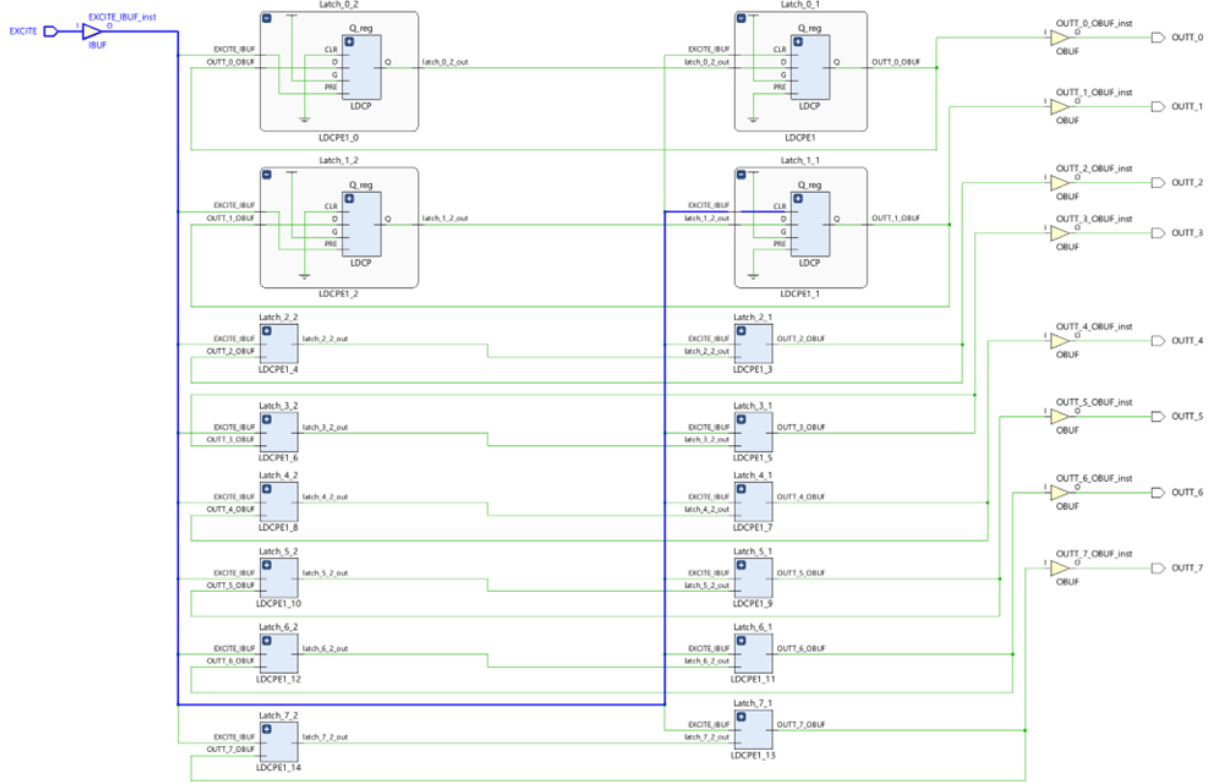 EXCITE
EXCITE_IBUF_inst
I
O
IBUF
Latch_0_2
Q_reg
EXCITE_IBUF
OUTT_0_OBUF
CLR
D
G
PRE
Q
LDCP
LDCPE1_0
latch_0_2_out
Latch_0_1
Q_reg
EXCITE_IBUF
latch_0_2_out
CLR
D
G
PRE
Q
LDCP
LDCPE1
OUTT_0_OBUF
OUTT_0_OBUF_inst
I
O
OBUF
OUTT_0
OUTT_1_OBUF_inst
I
O
OBUF
OUTT_1
Latch_1_2
Q_reg
EXCITE_IBUF
OUTT_1_OBUF
CLR
D
G
PRE
Q
LDCP
LDCPE1_2
latch_1_2_out
Latch_1_1
Q_reg
EXCITE_IBUF
latch_1_2_out
CLR
D
G
PRE
Q
LDCP
LDCPE1_1
OUTT_1_OBUF
OUTT_2_OBUF_inst
I
O
OBUF
OUTT_2
OUTT_3_OBUF_inst
I
O
OBUF
OUTT_3
Latch_2_2
EXCITE_IBUF
OUTT_2_OBUF
latch_2_2_out
LDCPE1_4
Latch_2_1
EXCITE_IBUF
latch_2_2_out
OUTT_2_OBUF
LDCPE1_3
OUTT_4_OBUF_inst
I
O
OBUF
OUTT_4
Latch_3_2
EXCITE_IBUF
OUTT_3_OBUF
latch_3_2_out
LDCPE1_6
Latch_3_1
EXCITE_IBUF
latch_3_2_out
OUTT_3_OBUF
LDCPE1_5
OUTT_5_OBUF_inst
I
O
OBUF
OUTT_5
Latch_4_2
EXCITE_IBUF
OUTT_4_OBUF
latch_4_2_out
LDCPE1_8
Latch_4_1
EXCITE_IBUF
latch_4_2_out
OUTT_4_OBUF
LDCPE1_7
OUTT_6_OBUF_inst
I
O
OBUF
OUTT_6
Latch_5_2
EXCITE_IBUF
OUTT_5_OBUF
latch_5_2_out
LDCPE1_10
Latch_5_1
EXCITE_IBUF
latch_5_2_out
OUTT_5_OBUF
LDCPE1_9
OUTT_7_OBUF_inst
I
O
OBUF
OUTT_7
Latch_6_2
EXCITE_IBUF
OUTT_6_OBUF
latch_6_2_out
LDCPE1_12
Latch_6_1
EXCITE_IBUF
latch_6_2_out
OUTT_6_OBUF
LDCPE1_11
Latch_7_2
EXCITE_IBUF
OUTT_7_OBUF
latch_7_2_out
LDCPE1_14
Latch_7_1
EXCITE_IBUF
latch_7_2_out
OUTT_7_OBUF
LDCPE1_13